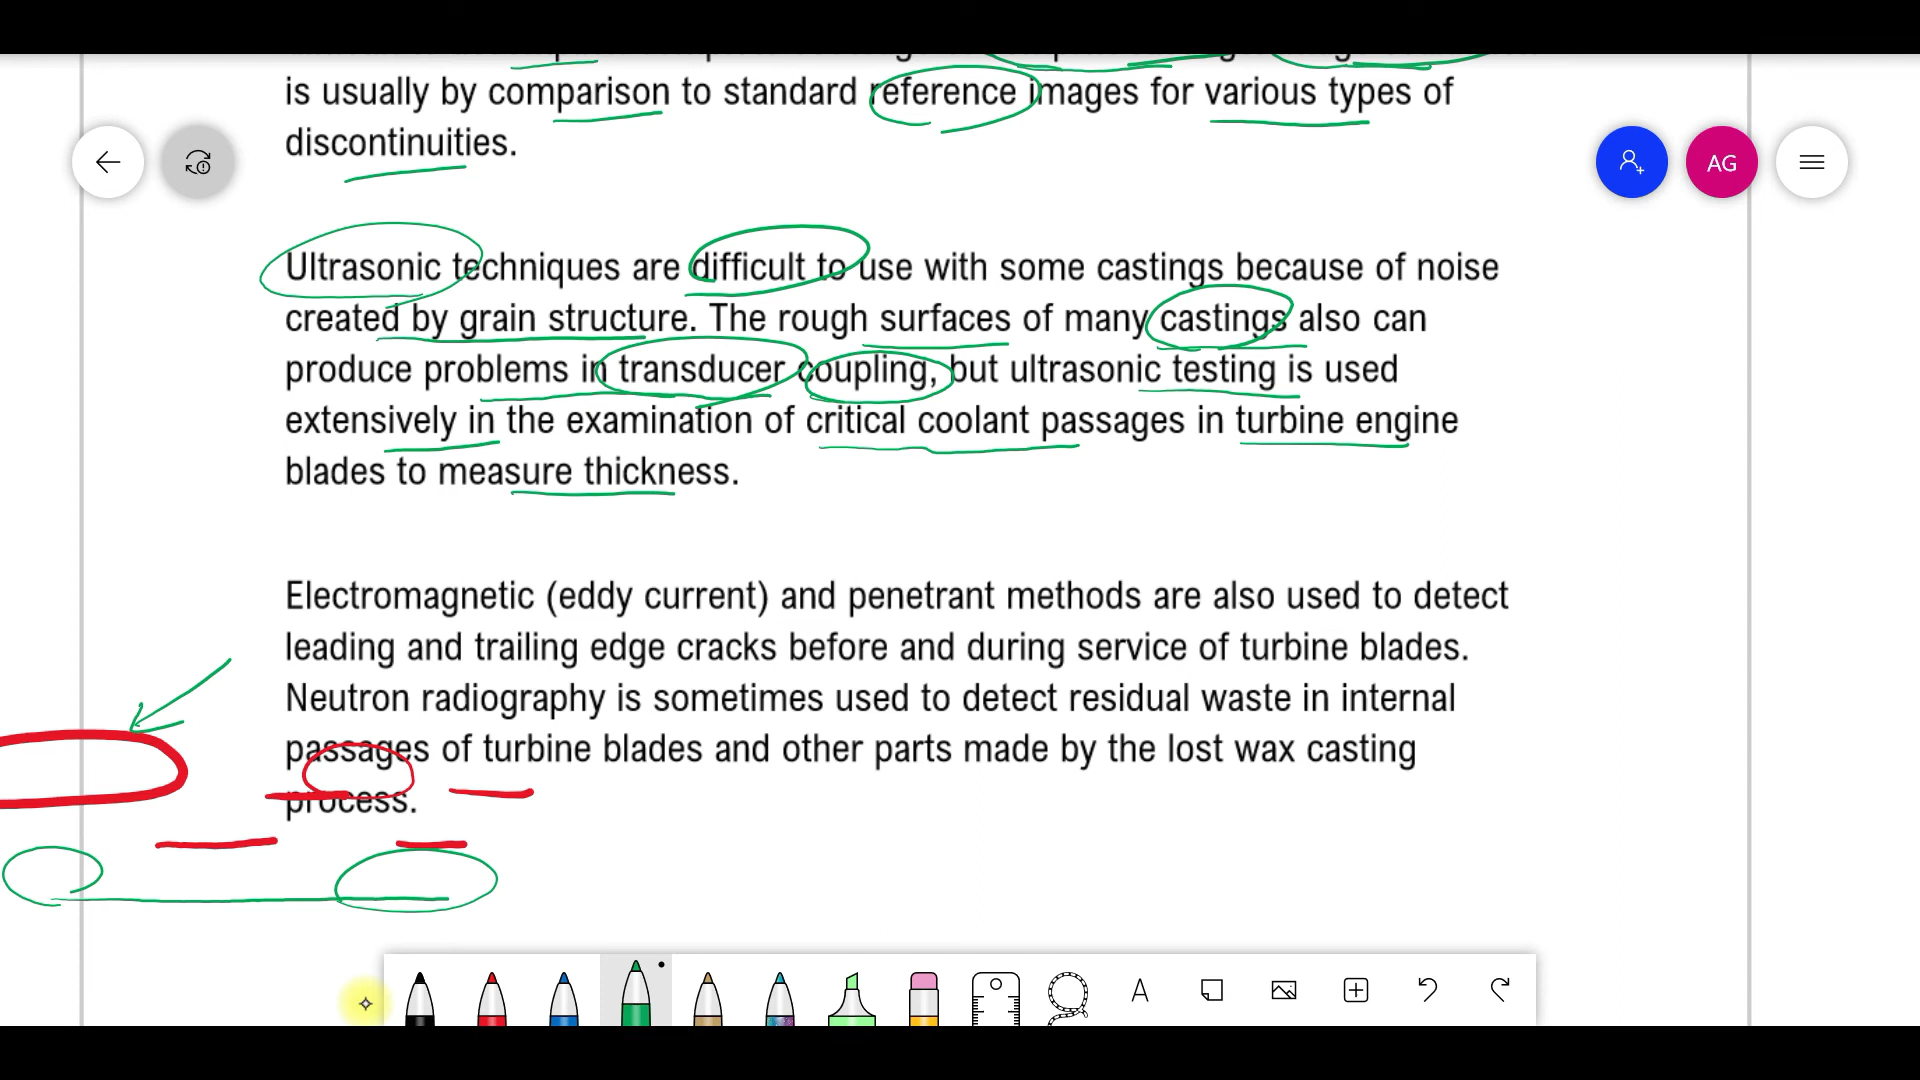 is usually by comparison to standard reference images for various types of
discontinuities.
AG
Ultrasonic techniques are difficult to use with some castings because of noise
created by grain structure. The rough surfaces of many castings also can
produce problems in transducer coupling, but ultrasonic testing is used
extensively in the examination of critical coolant passages in turbine engine
blades to measure thickness.
Electromagnetic (eddy current) and penetrant methods are also used to detect
leading and trailing edge cracks before and during service of turbine blades.
Neutron radiography is sometimes used to detect residual waste in internal
passages of turbine blades and other parts made by the lost wax casting
process.